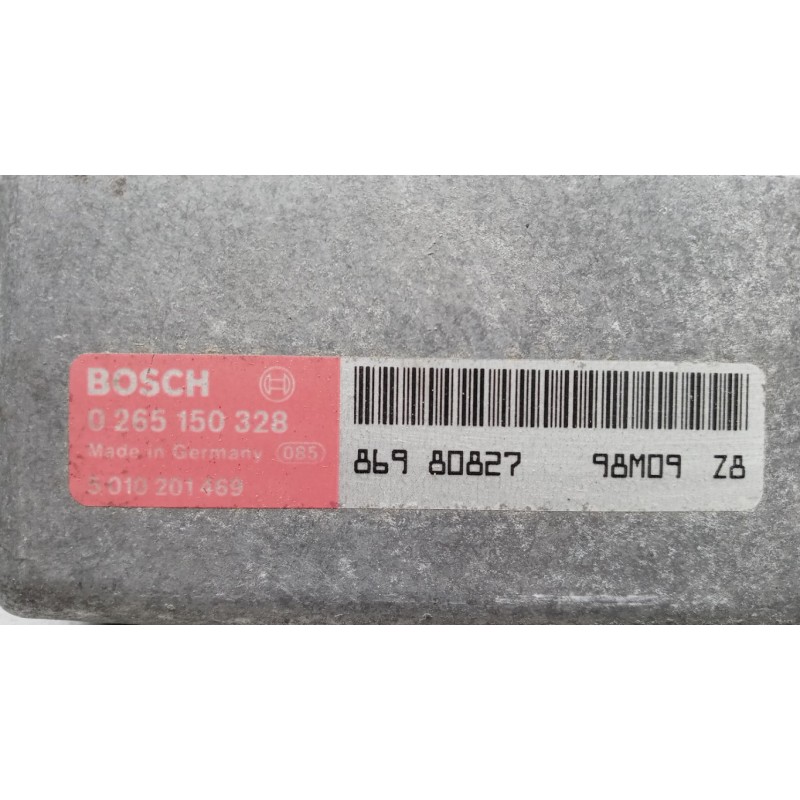 BOSCH
0 265 150 328
Made in Germany 085
5 010 201 469
869 80827 98M09 Z8